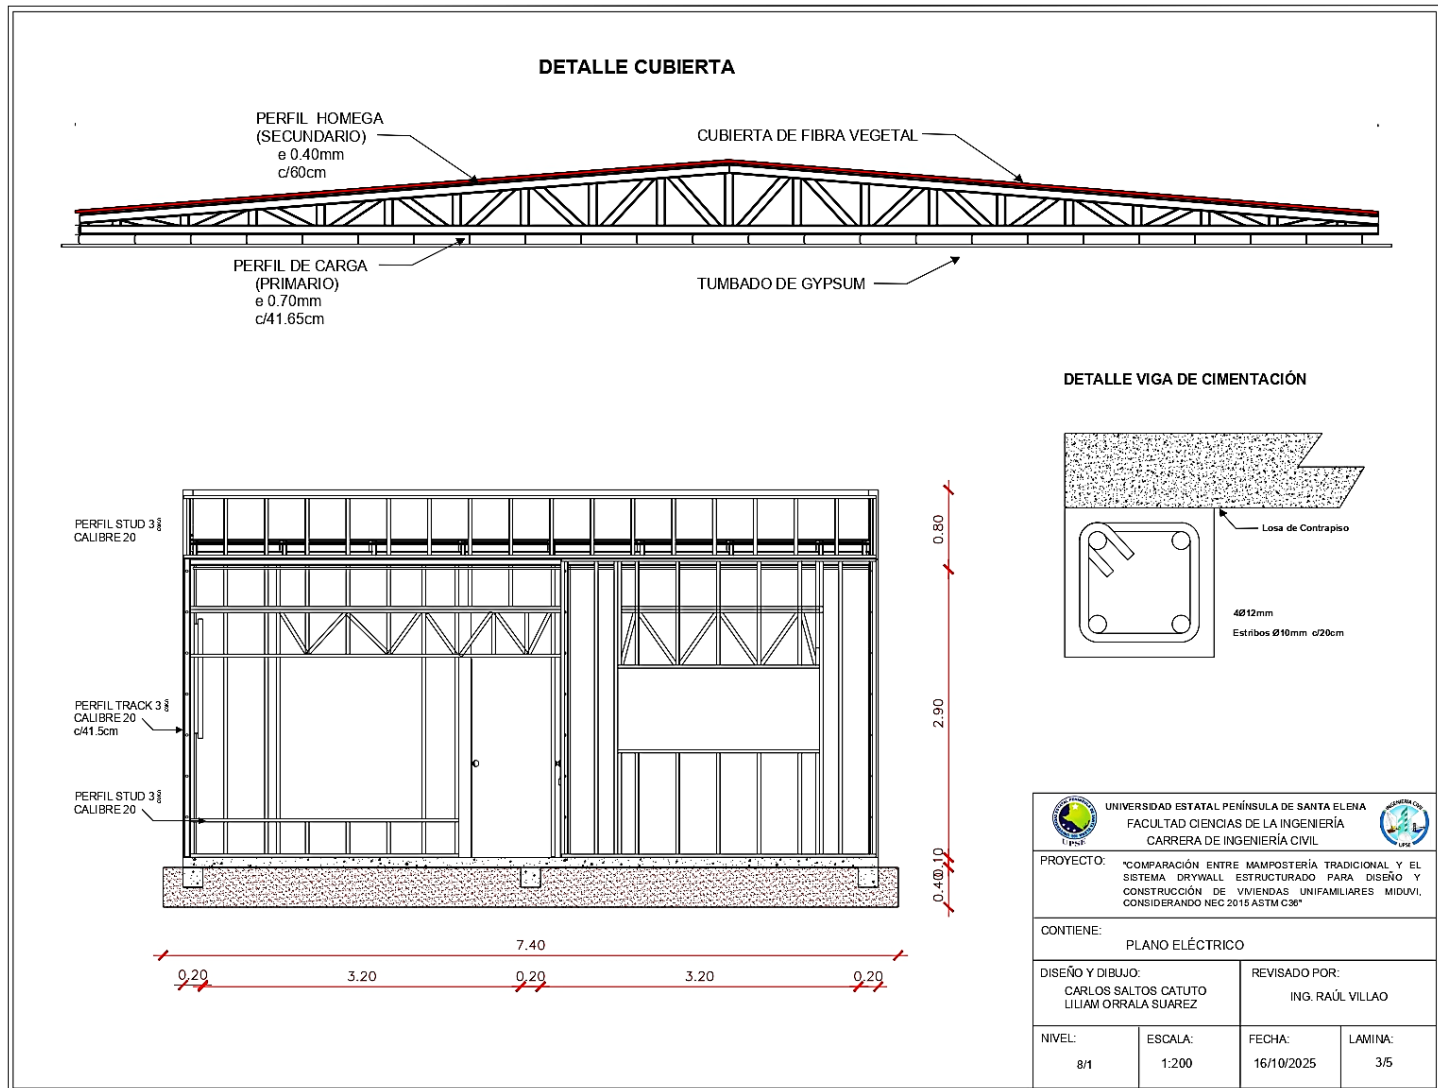 DETALLE CUBIERTA
PERFIL HOMEGA
(SECUNDARIO)
e 0.40mm
c/60cm
CUBIERTA DE FIBRA VEGETAL
PERFIL DE CARGA
(PRIMARIO)
e 0.70mm
c/41.65cm
TUMBADO DE GYPSUM
DETALLE VIGA DE CIMENTACIÓN
Losa de Contrapiso
4Ø12mm
Estribos Ø10mm c/20cm
PERFIL STUD 3
CALIBRE 20
PERFIL TRACK 3
CALIBRE 20
c/41.5cm
PERFIL STUD 3
CALIBRE 20
0.80
2.90
0.10
0.40
7.40
0.20 3.20 0.20 3.20 0.20
UNIVERSIDAD ESTATAL PENÍNSULA DE SANTA ELENA
FACULTAD CIENCIAS DE LA INGENIERÍA
CARRERA DE INGENIERÍA CIVIL
UPSE
INGENIERIA CIVIL
UPSE
PROYECTO: "COMPARACIÓN ENTRE MAMPOSTERÍA TRADICIONAL Y EL
SISTEMA DRYWALL ESTRUCTURADO PARA DISEÑO Y
CONSTRUCCIÓN DE VIVIENDAS UNIFAMILIARES MIDUVI,
CONSIDERANDO NEC 2015 ASTM C36"
CONTIENE:
PLANO ELÉCTRICO
DISEÑO Y DIBUJO:
CARLOS SALTOS CATUTO
LILIAM ORRALA SUAREZ
REVISADO POR:
ING. RAÚL VILLAO
NIVEL:
8/1
ESCALA:
1:200
FECHA:
16/10/2025
LAMINA:
3/5